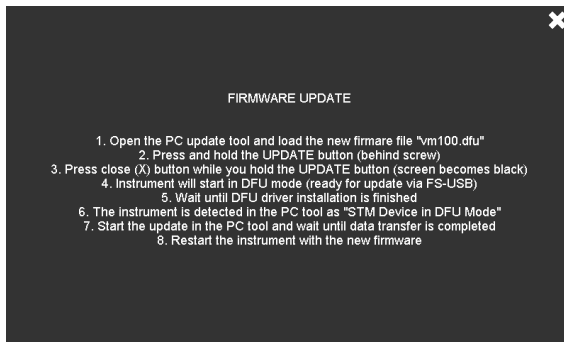 FIRMWARE UPDATE
1. Open the PC update tool and load the new firmare file "vm100.dfu"
2. Press and hold the UPDATE button (behind screw)
3. Press close (X) button while you hold the UPDATE button (screen becomes black)
4. Instrument will start in DFU mode (ready for update via FS-USB)
5. Wait until DFU driver installation is finished
6. The instrument is detected in the PC tool as "STM Device in DFU Mode"
7. Start the update in the PC tool and wait until data transfer is completed
8. Restart the instrument with the new firmware